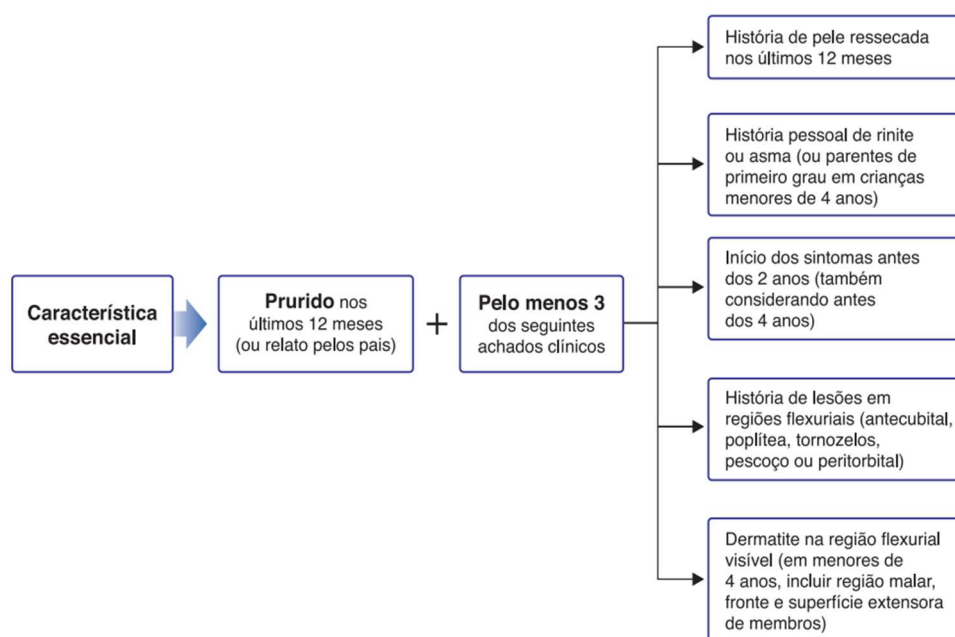 Característica
essencial
Prurido nos
últimos 12 meses
(ou relato pelos pais)
+
Pelo menos 3
dos seguintes
achados clínicos
História de pele ressecada
nos últimos 12 meses
História pessoal de rinite
ou asma (ou parentes de
primeiro grau em crianças
menores de 4 anos)
Início dos sintomas antes
dos 2 anos (também
considerando antes
dos 4 anos)
História de lesões em
regiões flexuriais (antecubital,
poplítea, tornozelos,
pescoço ou peritorbital)
Dermatite na região flexurial
visível (em menores de
4 anos, incluir região malar,
fronte e superfície extensora
de membros)